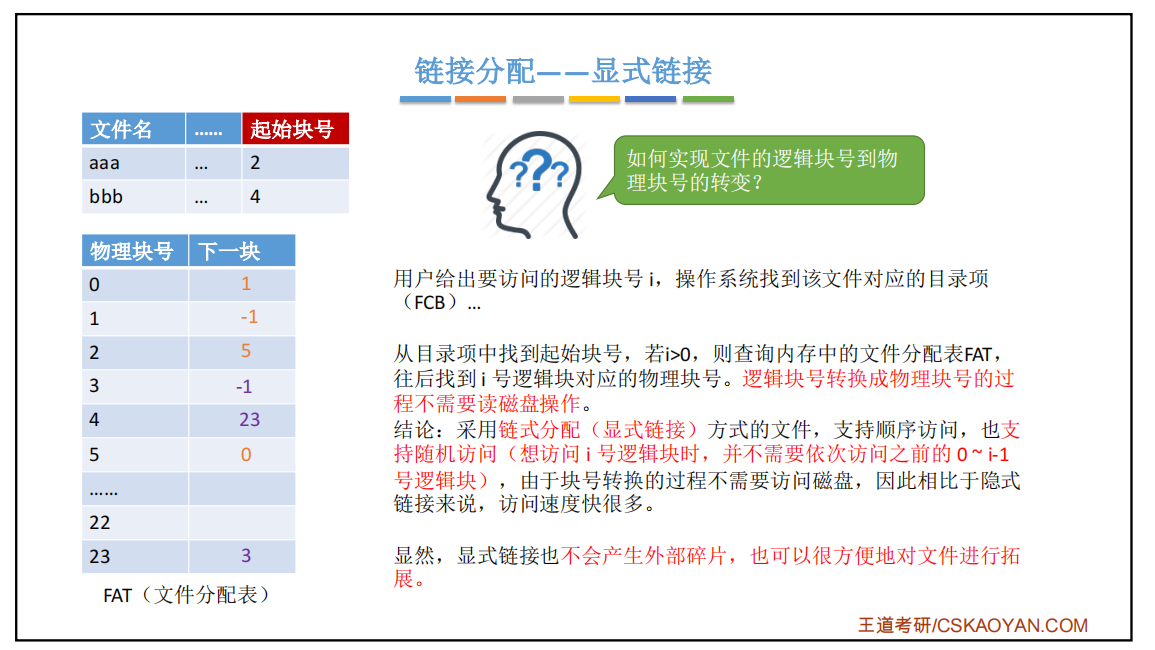 链接分配——显式链接
文件名 …… 起始块号
aaa … 2
bbb … 4
???
如何实现文件的逻辑块号到物
理块号的转变？
物理块号 下一块
0 1
1 -1
2 5
3 -1
4 23
5 0
……
22
23 3
FAT（文件分配表）
用户给出要访问的逻辑块号 i，操作系统找到该文件对应的目录项
（FCB）…
从目录项中找到起始块号，若i>0，则查询内存中的文件分配表FAT，
往后找到 i 号逻辑块对应的物理块号。逻辑块号转换成物理块号的过
程不需要读磁盘操作。
结论：采用链式分配（显式链接）方式的文件，支持顺序访问，也支
持随机访问（想访问 i 号逻辑块时，并不需要依次访问之前的 0 ~ i-1
号逻辑块），由于块号转换的过程不需要访问磁盘，因此相比于隐式
链接来说，访问速度快很多。
显然，显式链接也不会产生外部碎片，也可以很方便地对文件进行拓
展。
王道考研/CSKAOYAN.COM